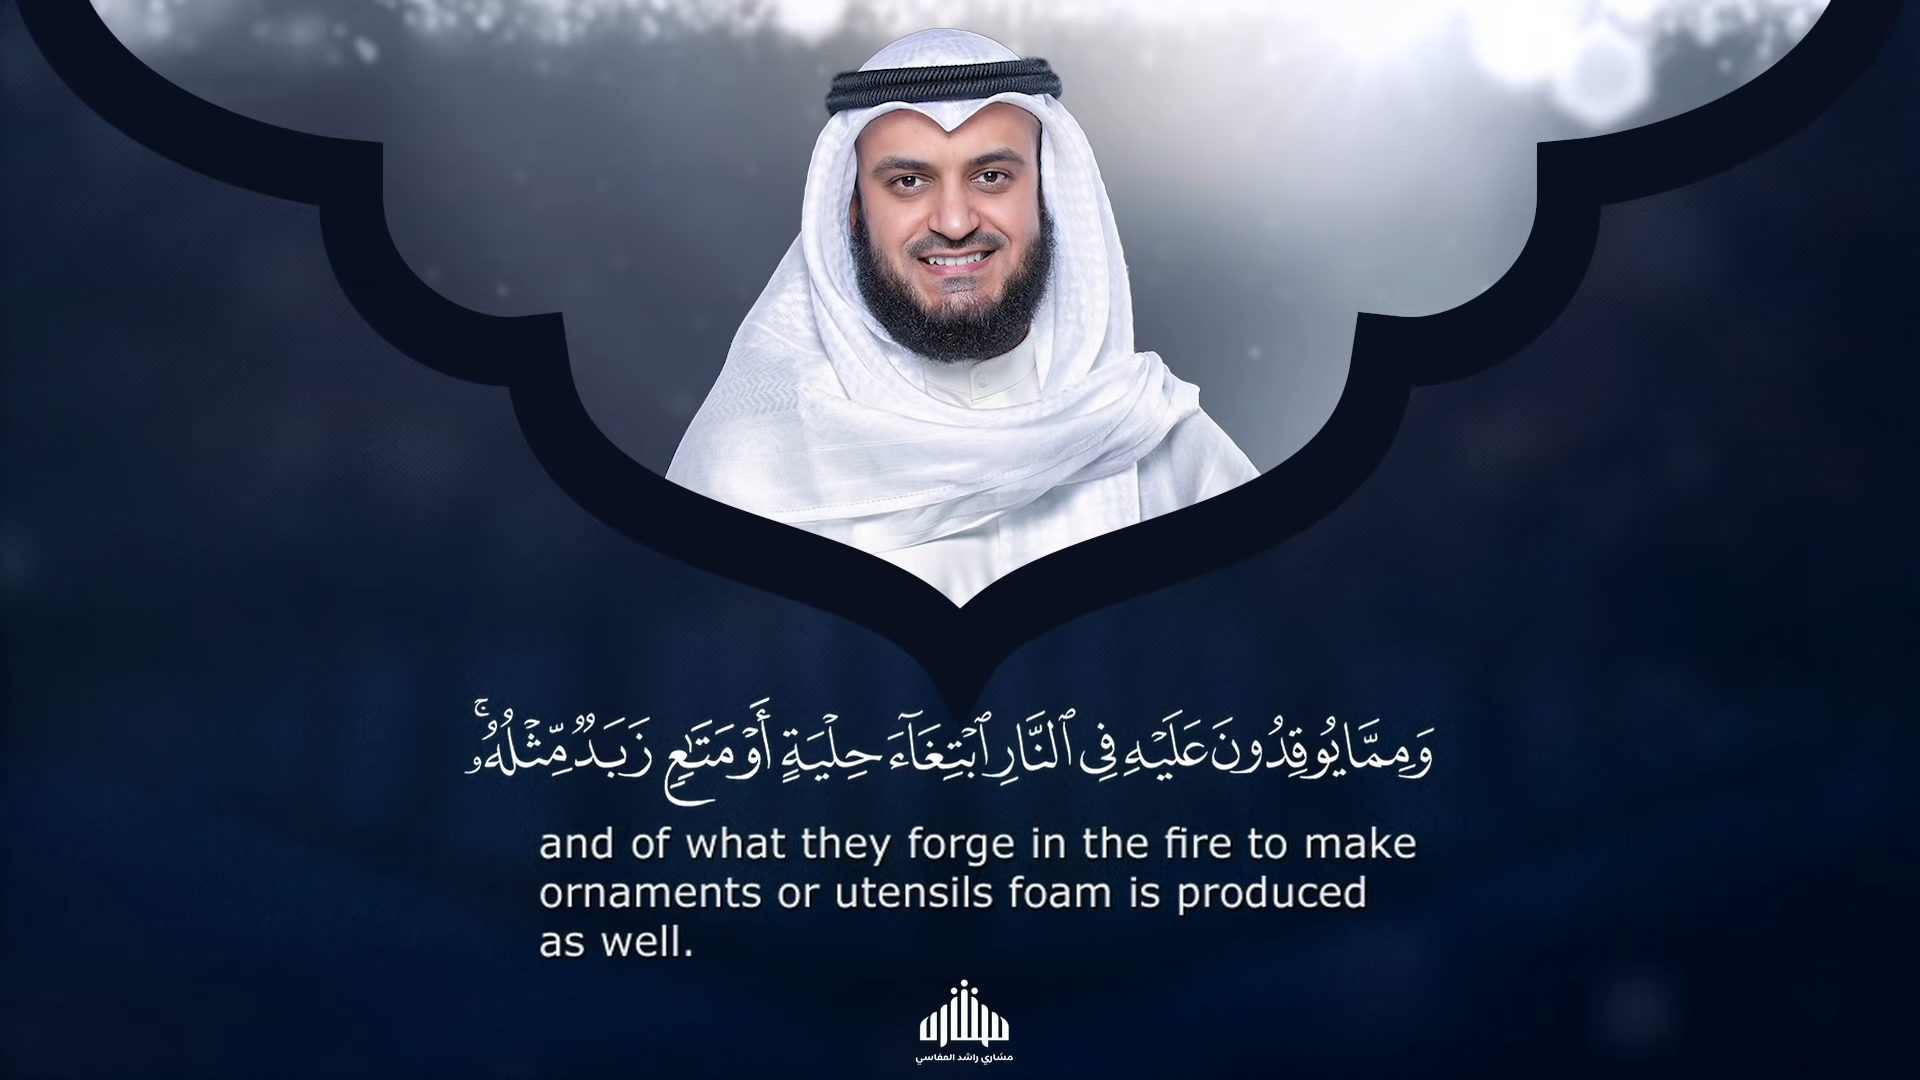 وَمِمَّا يُوقِدُونَ عَلَيْهِ فِي ٱلنَّارِ ٱبْتِغَآءَ حِلْيَةٍ أَوْ مَتَـٰعٍ زَبَدٌ مِّثْلُهُۥ ۚ
and of what they forge in the fire to make
ornaments or utensils foam is produced
as well.
مشاري
مشاري راشد العفاسي